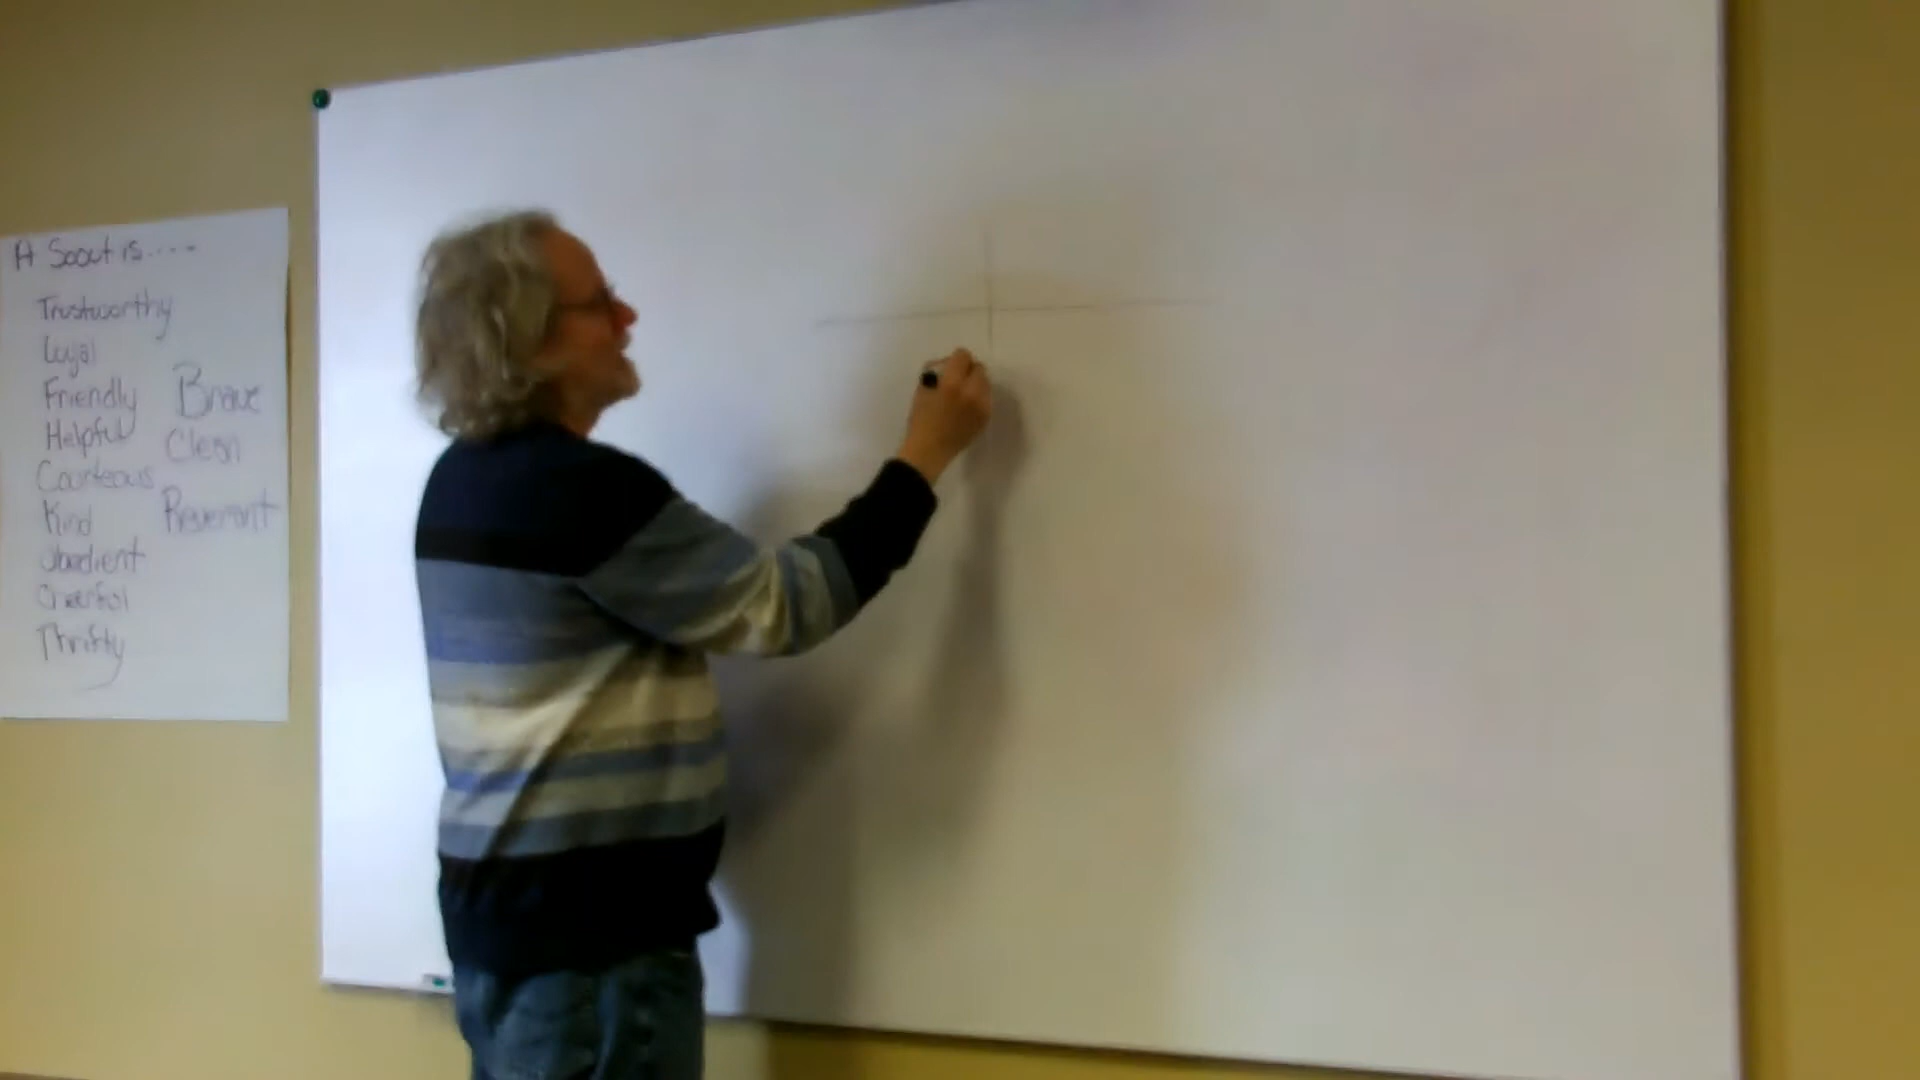 A Scout is....
Trustworthy
Loyal
Friendly
Helpful
Courteous
Kind
Obedient
Cheerful
Thrifty
Brave
Clean
Reverent